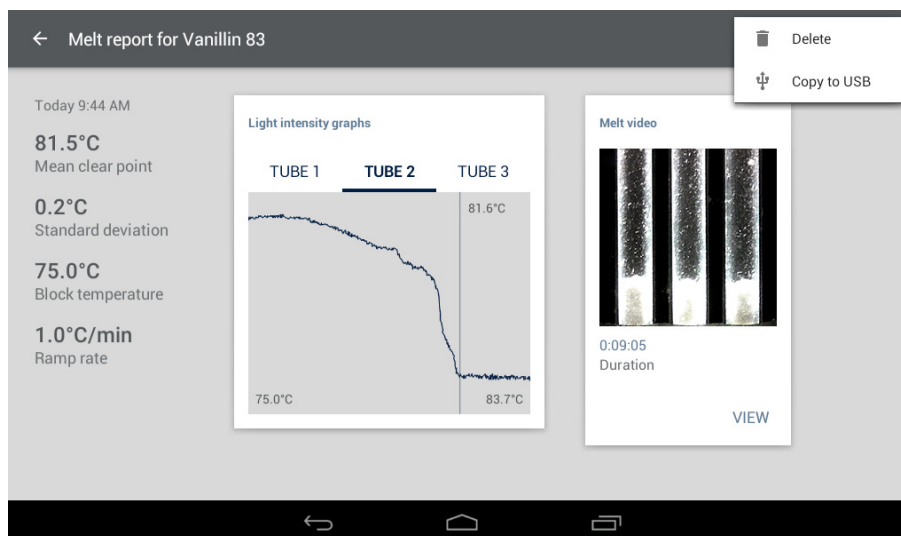 Melt report for Vanillin 83
Delete
Copy to USB
Today 9:44 AM
81.5°C
Mean clear point
0.2°C
Standard deviation
75.0°C
Block temperature
1.0°C/min
Ramp rate
Light intensity graphs
TUBE 1 TUBE 2 TUBE 3
81.6°C
75.0°C 83.7°C
Melt video
0:09:05
Duration
VIEW